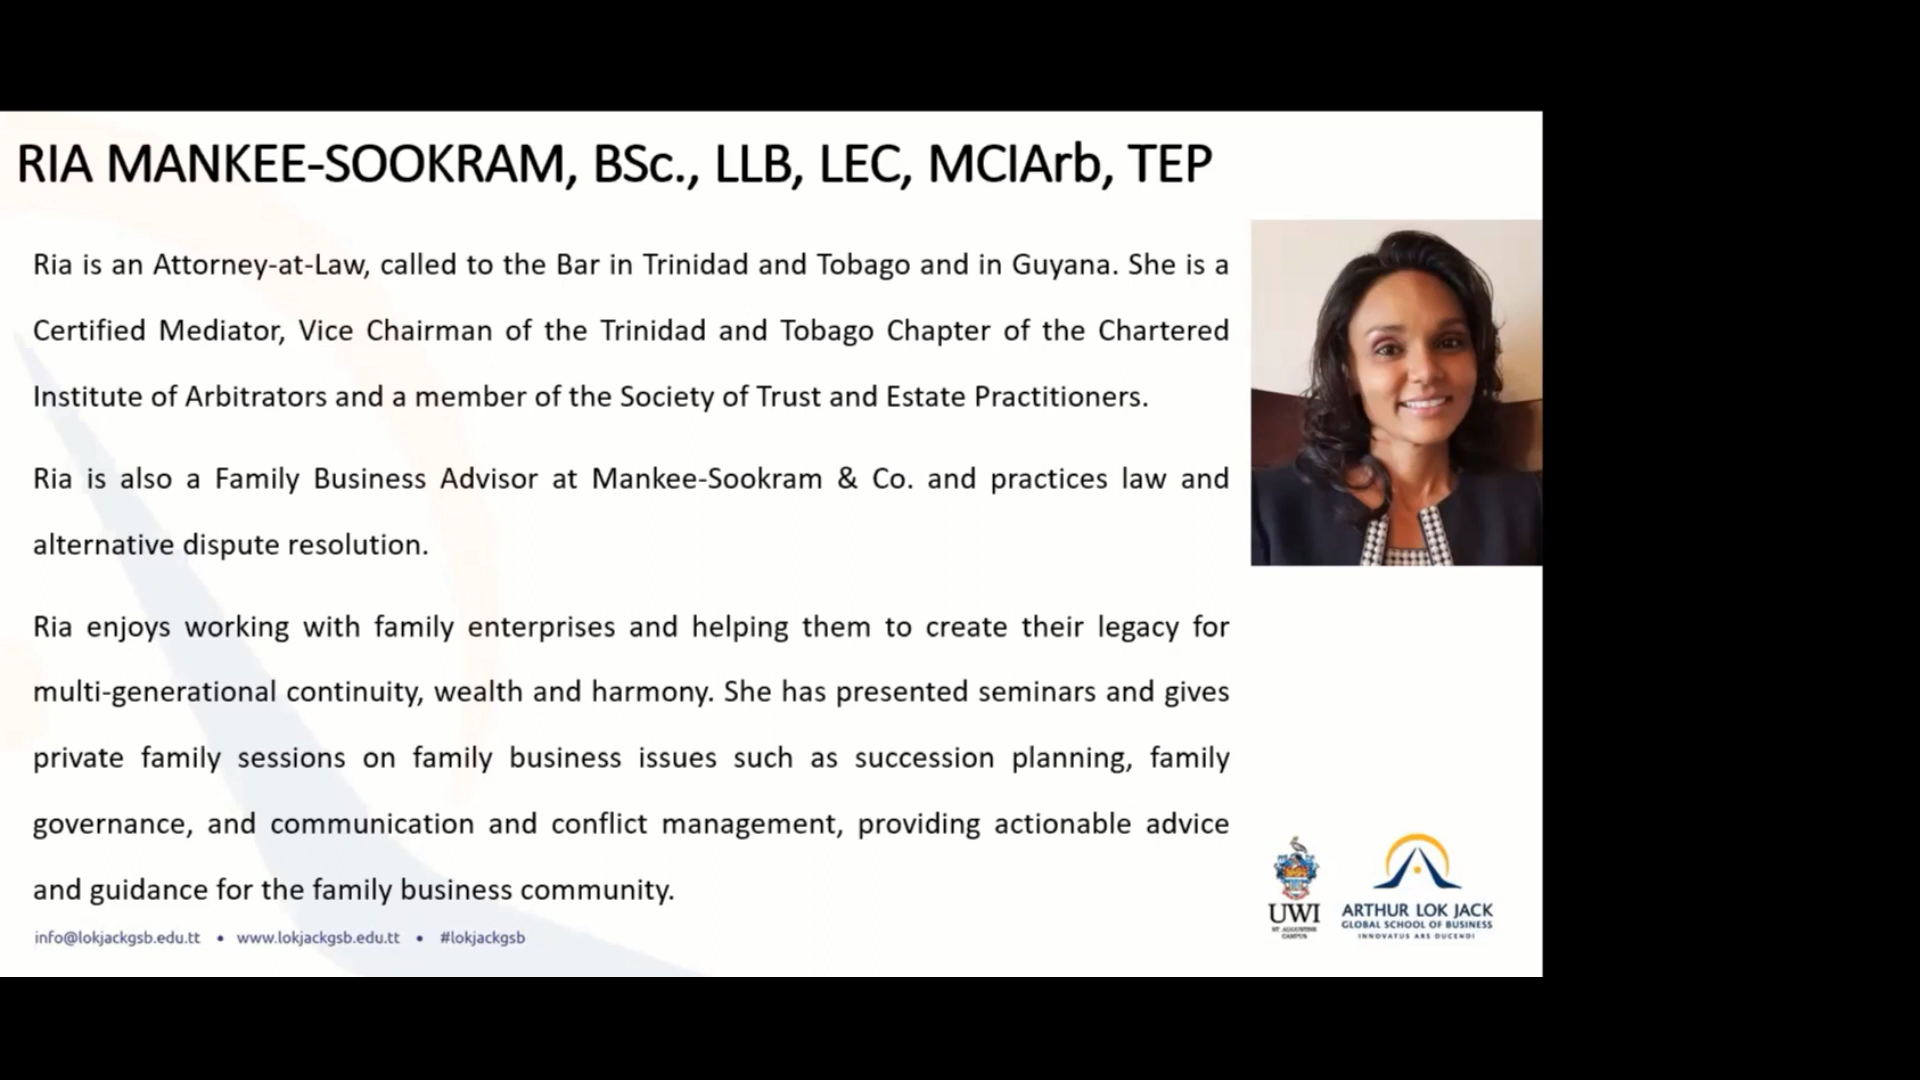 RIA MANKEE-SOOKRAM, BSc., LLB, LEC, MCIArb, TEP
Ria is an Attorney-at-Law, called to the Bar in Trinidad and Tobago and in Guyana. She is a
Certified Mediator, Vice Chairman of the Trinidad and Tobago Chapter of the Chartered
Institute of Arbitrators and a member of the Society of Trust and Estate Practitioners.
Ria is also a Family Business Advisor at Mankee-Sookram & Co. and practices law and
alternative dispute resolution.
Ria enjoys working with family enterprises and helping them to create their legacy for
multi-generational continuity, wealth and harmony. She has presented seminars and gives
private family sessions on family business issues such as succession planning, family
governance, and communication and conflict management, providing actionable advice
and guidance for the family business community.
info@lokjackgsb.edu.tt • www.lokjackgsb.edu.tt • #lokjackgsb
UWI
ST. AUGUSTINE
CAMPUS
ARTHUR LOK JACK
GLOBAL SCHOOL OF BUSINESS
INNOVATUS ARS DUCENDI